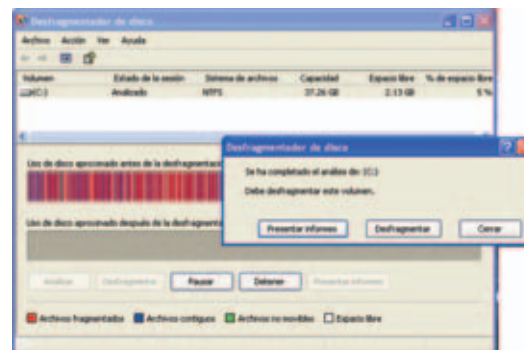 Desfragmentador de disco
Archivo Acción Ver Ayuda
Volumen Estado de la sesión Sistema de archivos Capacidad Espacio libre % de espacio libre
(C:) Analizado NTFS 37.26 GB 2.13 GB 5 %
Uso de disco aproximado antes de la desfragmentac
Uso de disco aproximado después de la desfragmenta
Analizar Desfragmentar Pausar Detener Presentar informes
Archivos fragmentados Archivos contiguos Archivos no movibles Espacio libre
Desfragmentador de disco
Se ha completado el análisis de: (C:)
Debe desfragmentar este volumen.
Presentar informes Desfragmentar Cerrar